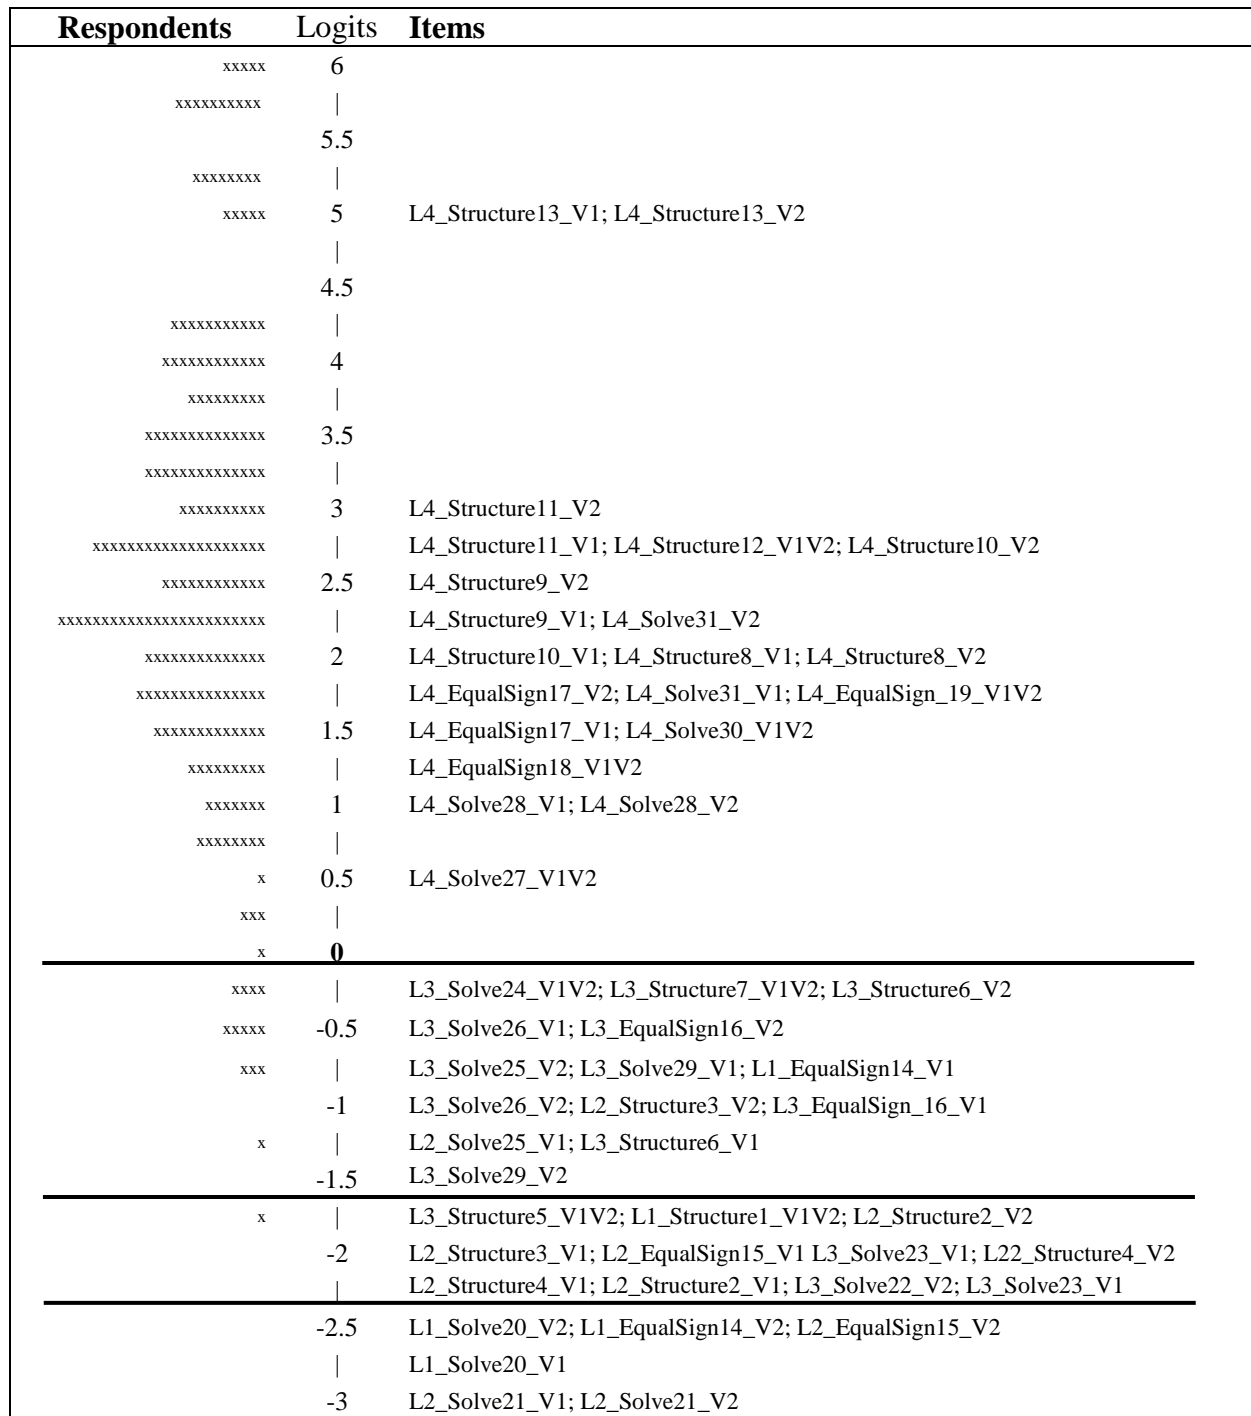 Respondents Logits Items
xxxxx 6
xxxxxxxxxx |
5.5
xxxxxxxx |
xxxxx 5 L4_Structure13_V1; L4_Structure13_V2
|
4.5
xxxxxxxxxxx |
xxxxxxxxxxxx 4
xxxxxxxxx |
xxxxxxxxxxxxxx 3.5
xxxxxxxxxxxxxx |
xxxxxxxxxx 3 L4_Structure11_V2
xxxxxxxxxxxxxxxxxxxx | L4_Structure11_V1; L4_Structure12_V1V2; L4_Structure10_V2
xxxxxxxxxxxx 2.5 L4_Structure9_V2
xxxxxxxxxxxxxxxxxxxxxxxx | L4_Structure9_V1; L4_Solve31_V2
xxxxxxxxxxxxxx 2 L4_Structure10_V1; L4_Structure8_V1; L4_Structure8_V2
xxxxxxxxxxxxxxx | L4_EqualSign17_V2; L4_Solve31_V1; L4_EqualSign_19_V1V2
xxxxxxxxxxxxx 1.5 L4_EqualSign17_V1; L4_Solve30_V1V2
xxxxxxxxx | L4_EqualSign18_V1V2
xxxxxxx 1 L4_Solve28_V1; L4_Solve28_V2
xxxxxxxx |
x 0.5 L4_Solve27_V1V2
xxx |
x 0
xxxx | L3_Solve24_V1V2; L3_Structure7_V1V2; L3_Structure6_V2
xxxxx -0.5 L3_Solve26_V1; L3_EqualSign16_V2
xxx | L3_Solve25_V2; L3_Solve29_V1; L1_EqualSign14_V1
-1 L3_Solve26_V2; L2_Structure3_V2; L3_EqualSign_16_V1
x | L2_Solve25_V1; L3_Structure6_V1
-1.5 L3_Solve29_V2
x | L3_Structure5_V1V2; L1_Structure1_V1V2; L2_Structure2_V2
-2 L2_Structure3_V1; L2_EqualSign15_V1 L3_Solve23_V1; L22_Structure4_V2
| L2_Structure4_V1; L2_Structure2_V1; L3_Solve22_V2; L3_Solve23_V1
-2.5 L1_Solve20_V2; L1_EqualSign14_V2; L2_EqualSign15_V2
| L1_Solve20_V1
-3 L2_Solve21_V1; L2_Solve21_V2